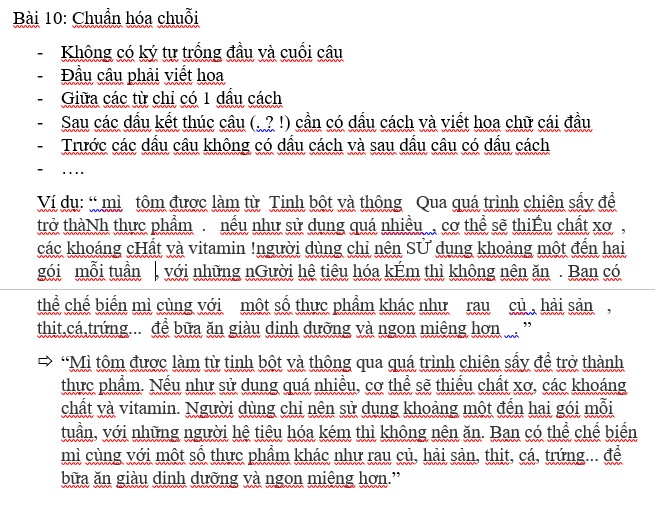 Bài 10: Chuẩn hóa chuỗi
- Không có ký tự trống đầu và cuối câu
- Đầu câu phải viết hoa
- Giữa các từ chỉ có 1 dấu cách
- Sau các dấu kết thúc câu (. ? !) cần có dấu cách và viết hoa chữ cái đầu
- Trước các dấu câu không có dấu cách và sau dấu câu có dấu cách
- ….
Ví dụ: “ mì   tôm được làm từ  Tinh bột và thông   Qua quá trình chiên sấy để
trở thàNh thực phẩm  .   nếu như sử dụng quá nhiều  , cơ thể sẽ thiẾu chất xơ  ,
các khoáng cHất và vitamin !người dùng chỉ nên SỬ dụng khoảng một đến hai
gói   mỗi tuần   , với những nGười hệ tiêu hóa kÉm thì không nên ăn  . Bạn có
thể chế biến mì cùng với    một số thực phẩm khác như    rau    củ , hải sản   ,
thịt,cá,trứng...  để bữa ăn giàu dinh dưỡng và ngon miệng hơn  . ”
⇨ “Mì tôm được làm từ tinh bột và thông qua quá trình chiên sấy để trở thành
thực phẩm. Nếu như sử dụng quá nhiều, cơ thể sẽ thiếu chất xơ, các khoáng
chất và vitamin. Người dùng chỉ nên sử dụng khoảng một đến hai gói mỗi
tuần, với những người hệ tiêu hóa kém thì không nên ăn. Bạn có thể chế biến
mì cùng với một số thực phẩm khác như rau củ, hải sản, thịt, cá, trứng... để
bữa ăn giàu dinh dưỡng và ngon miệng hơn.”